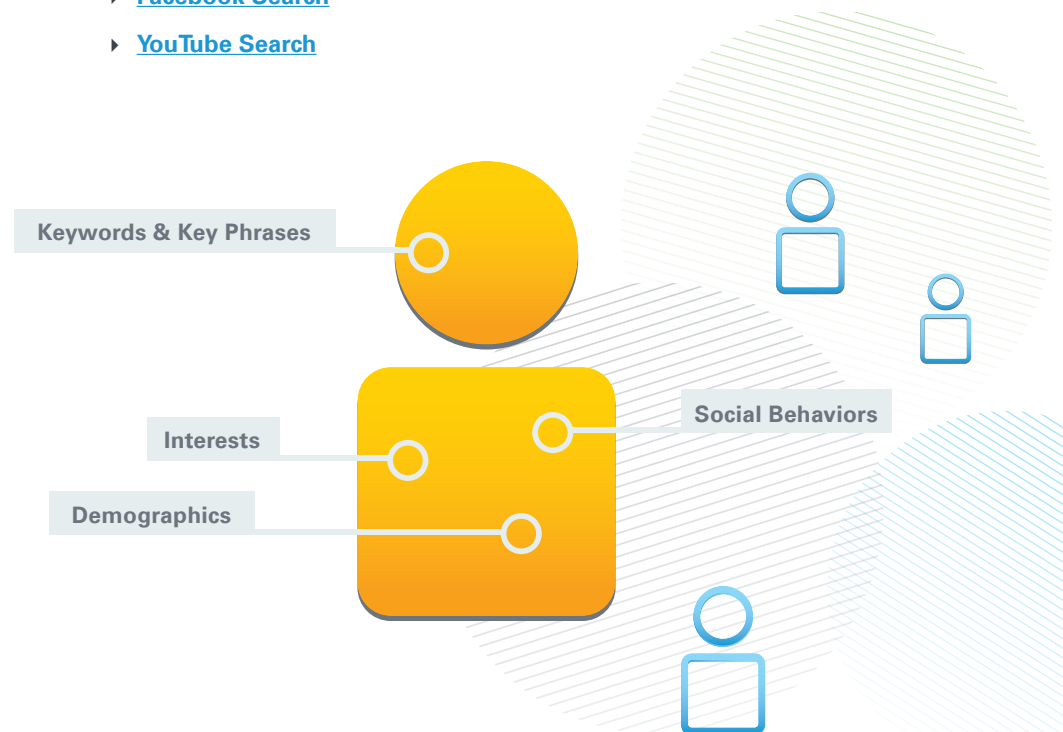 Facebook Search
YouTube Search
Keywords & Key Phrases
Social Behaviors
Interests
Demographics